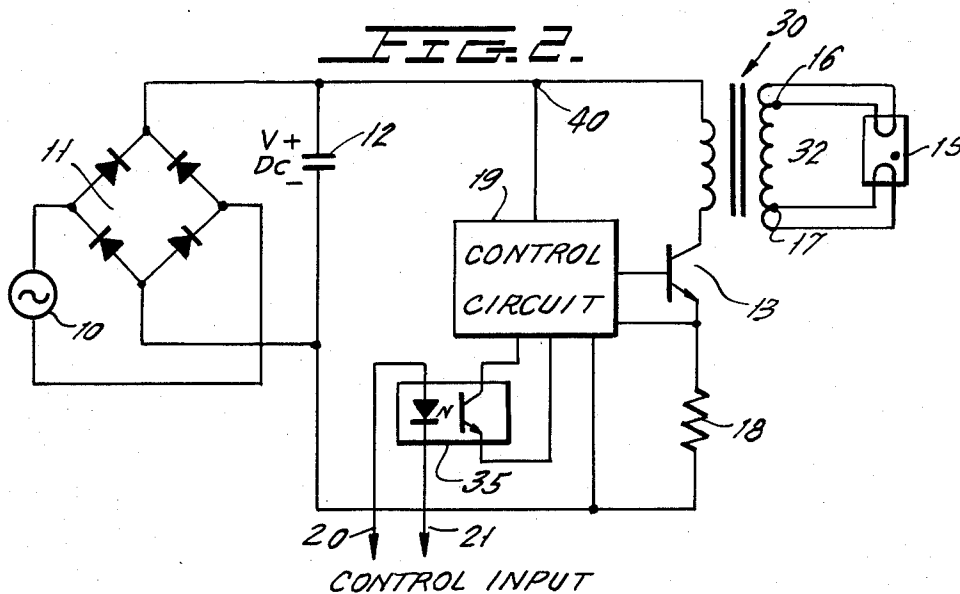 FIG. 2.
30
16
40
12
11
V +
DC -
32
15
19
17
CONTROL
CIRCUIT
13
10
N
18
35
20
21
CONTROL INPUT